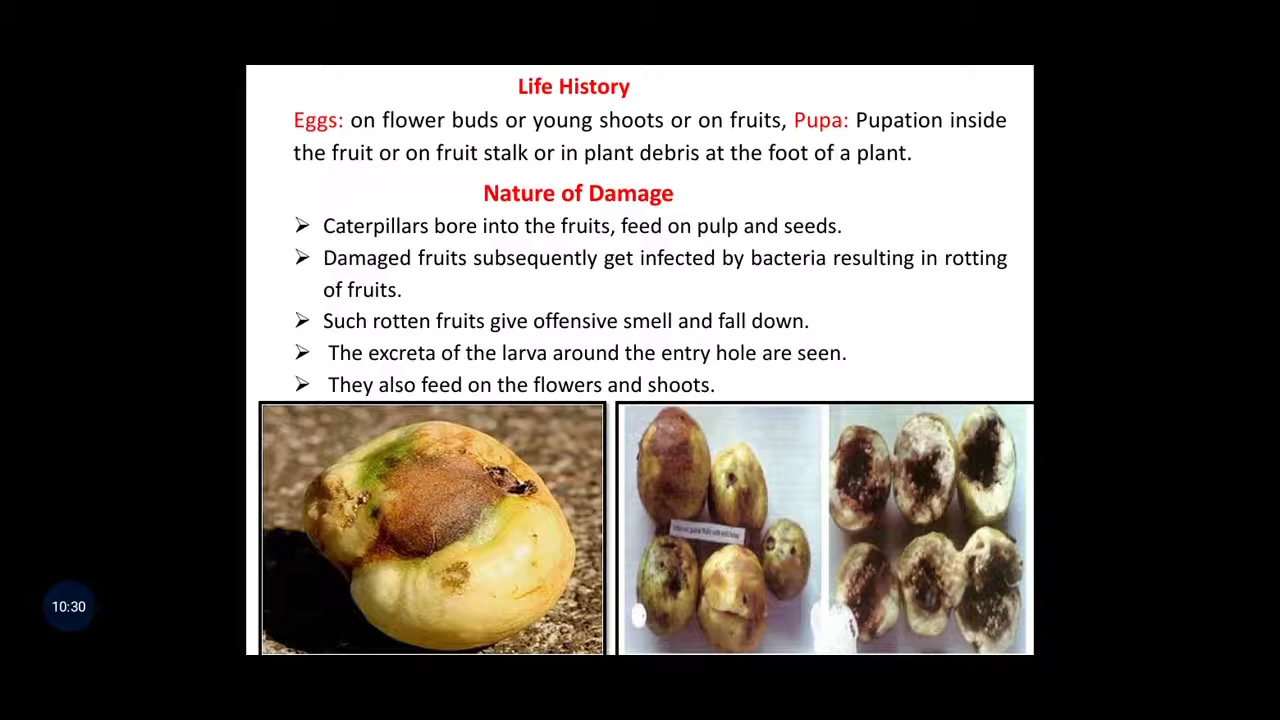 Life History
Eggs: on flower buds or young shoots or on fruits, Pupa: Pupation inside
the fruit or on fruit stalk or in plant debris at the foot of a plant.
Nature of Damage
➢ Caterpillars bore into the fruits, feed on pulp and seeds.
➢ Damaged fruits subsequently get infected by bacteria resulting in rotting
of fruits.
➢ Such rotten fruits give offensive smell and fall down.
➢ The excreta of the larva around the entry hole are seen.
➢ They also feed on the flowers and shoots.
10:30